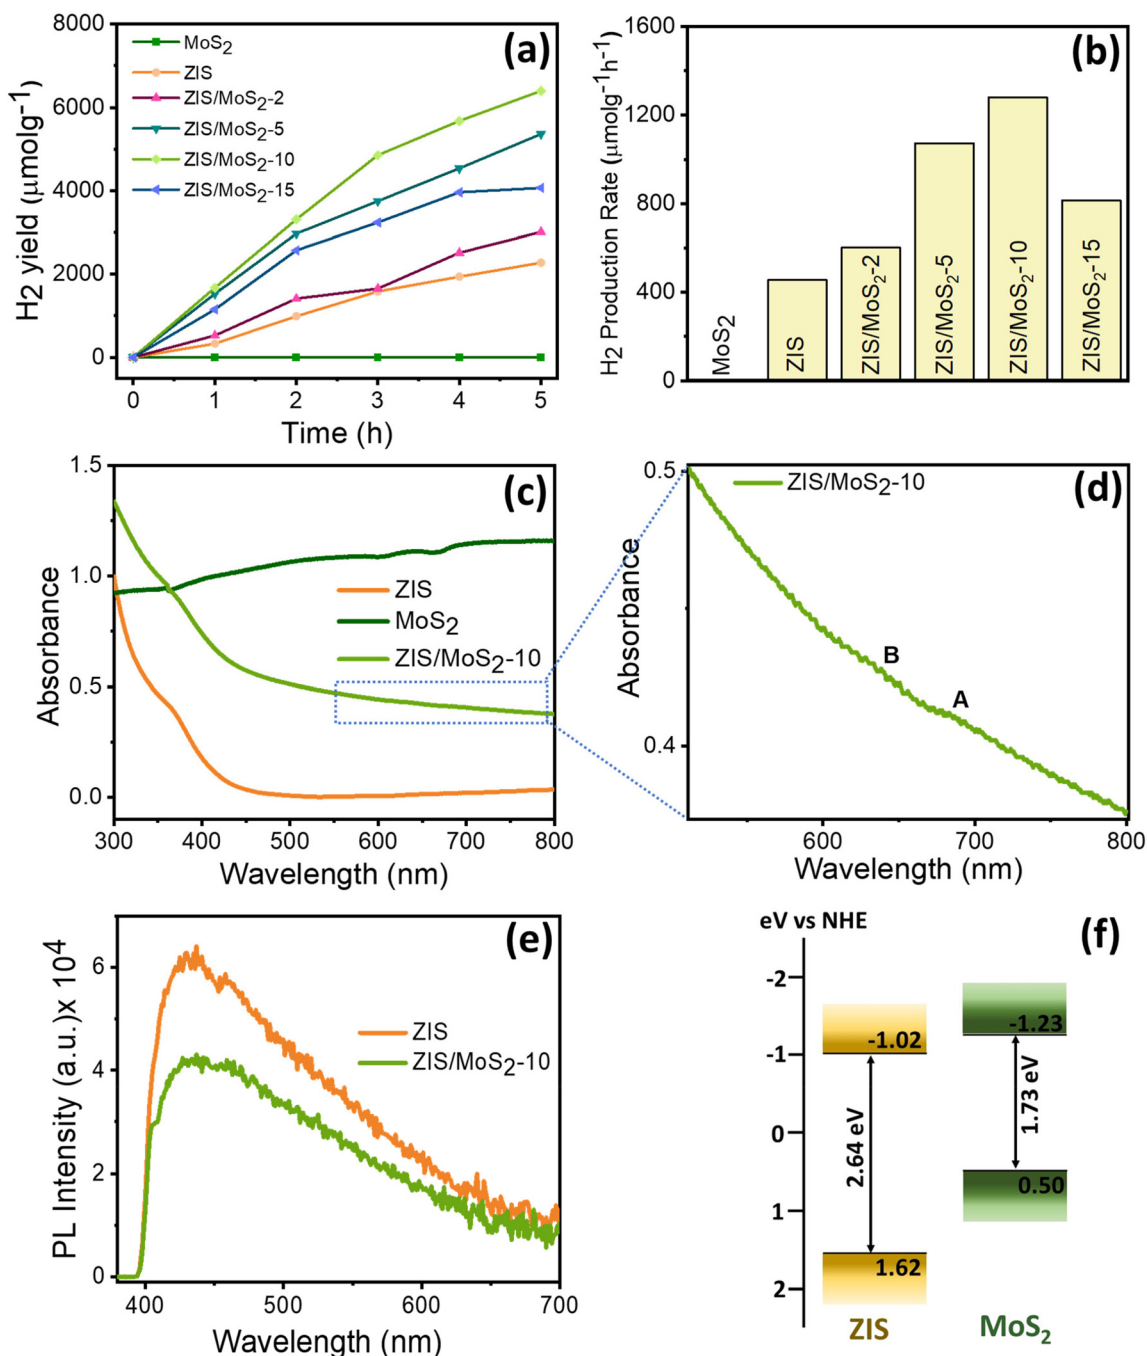 (a)
8000
6000
4000
2000
0
H2 yield (μmolg⁻¹)
MoS₂
ZIS
ZIS/MoS₂-2
ZIS/MoS₂-5
ZIS/MoS₂-10
ZIS/MoS₂-15
0 1 2 3 4 5
Time (h)
(b)
1600
1200
800
400
0
H2 Production Rate (μmolg⁻¹h⁻¹)
MoS₂
ZIS
ZIS/MoS₂-2
ZIS/MoS₂-5
ZIS/MoS₂-10
ZIS/MoS₂-15
(c)
1.5
1.0
0.5
0.0
Absorbance
ZIS
MoS₂
ZIS/MoS₂-10
300 400 500 600 700 800
Wavelength (nm)
(d)
0.5
0.4
Absorbance
ZIS/MoS₂-10
B
A
600 700 800
Wavelength (nm)
(e)
6
4
2
0
PL Intensity (a.u.)x 10⁴
ZIS
ZIS/MoS₂-10
400 500 600 700
Wavelength (nm)
(f)
eV vs NHE
-2
-1
0
1
2
-1.02
2.64 eV
1.62
ZIS
-1.23
1.73 eV
0.50
MoS₂